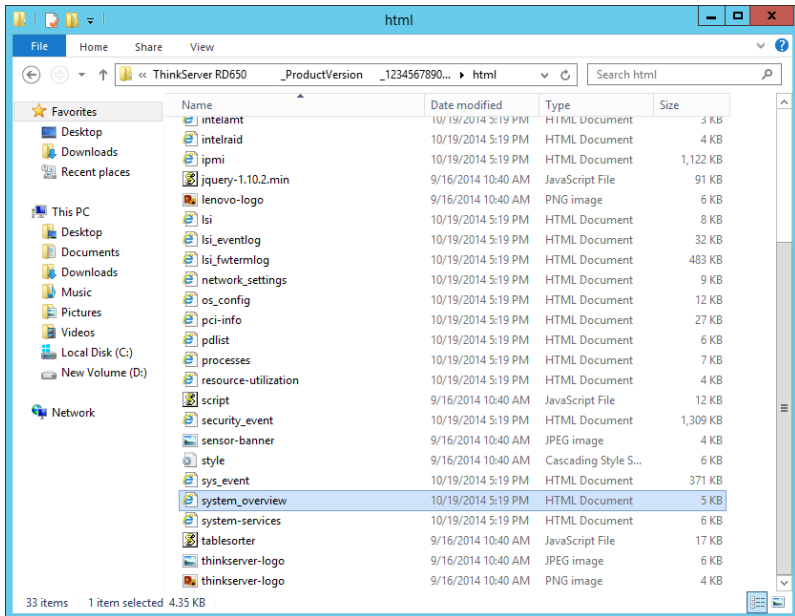 html
File Home Share View
« ThinkServer RD650 _ProductVersion _1234567890... html Search html
Favorites
Desktop
Downloads
Recent places
This PC
Desktop
Documents
Downloads
Music
Pictures
Videos
Local Disk (C:)
New Volume (D:)
Network
Name Date modified Type Size
intelamt 10/19/2014 5:19 PM HTML Document 3 KB
intelraid 10/19/2014 5:19 PM HTML Document 4 KB
ipmi 10/19/2014 5:19 PM HTML Document 1,122 KB
jquery-1.10.2.min 9/16/2014 10:40 AM JavaScript File 91 KB
lenovo-logo 9/16/2014 10:40 AM PNG image 6 KB
lsi 10/19/2014 5:19 PM HTML Document 8 KB
lsi_eventlog 10/19/2014 5:19 PM HTML Document 32 KB
lsi_fwtermlog 10/19/2014 5:19 PM HTML Document 483 KB
network_settings 10/19/2014 5:19 PM HTML Document 9 KB
os_config 10/19/2014 5:19 PM HTML Document 12 KB
pci-info 10/19/2014 5:19 PM HTML Document 27 KB
pdlist 10/19/2014 5:19 PM HTML Document 6 KB
processes 10/19/2014 5:19 PM HTML Document 7 KB
resource-utilization 10/19/2014 5:19 PM HTML Document 4 KB
script 9/16/2014 10:40 AM JavaScript File 12 KB
security_event 10/19/2014 5:19 PM HTML Document 1,309 KB
sensor-banner 9/16/2014 10:40 AM JPEG image 4 KB
style 9/16/2014 10:40 AM Cascading Style S... 6 KB
sys_event 10/19/2014 5:19 PM HTML Document 371 KB
system_overview 10/19/2014 5:19 PM HTML Document 5 KB
system-services 10/19/2014 5:19 PM HTML Document 6 KB
tablesorter 9/16/2014 10:40 AM JavaScript File 17 KB
thinkserver-logo 9/16/2014 10:40 AM JPEG image 6 KB
thinkserver-logo 9/16/2014 10:40 AM PNG image 4 KB
33 items 1 item selected 4.35 KB